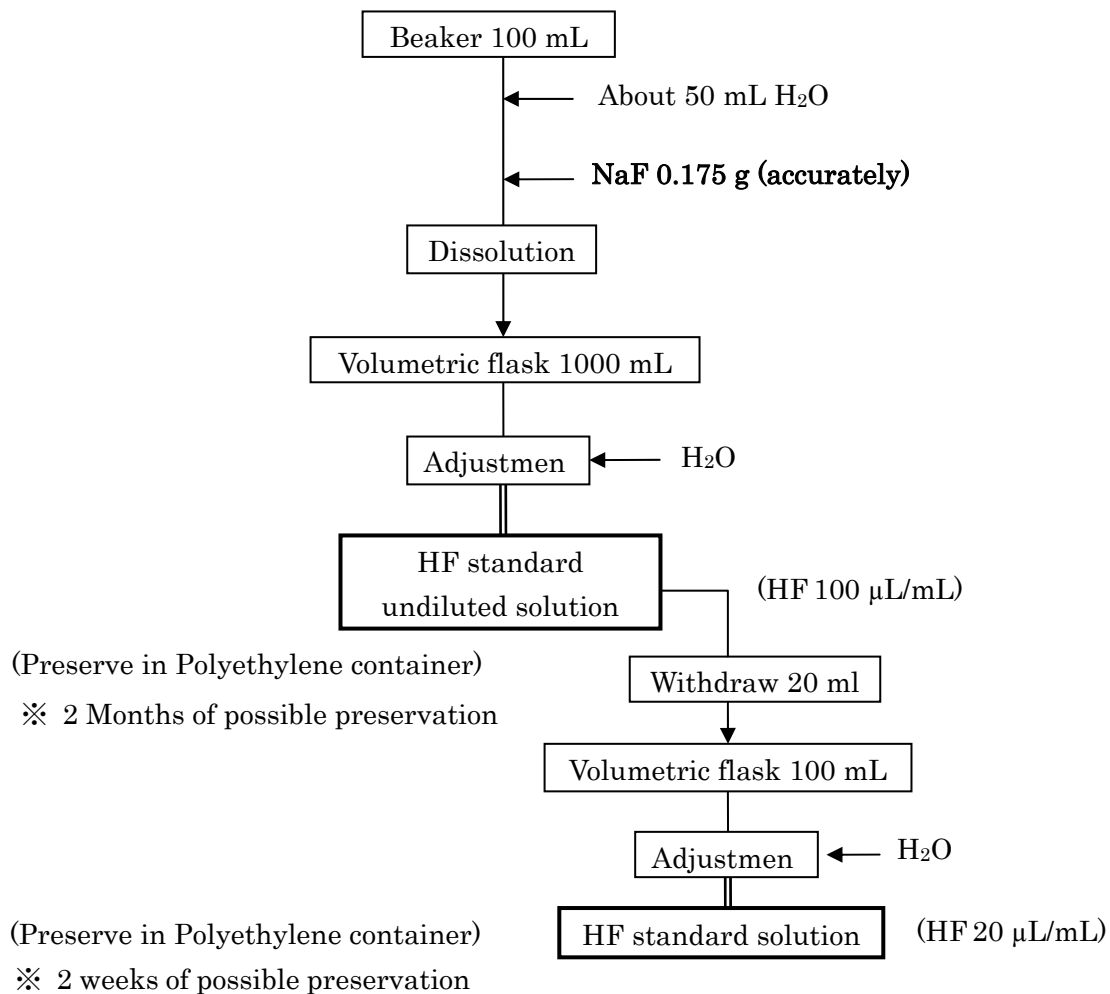 Beaker 100 mL
About 50 mL H₂O
NaF 0.175 g (accurately)
Dissolution
Volumetric flask 1000 mL
Adjustmen
H₂O
HF standard
undiluted solution
(HF 100 μL/mL)
(Preserve in Polyethylene container)
※ 2 Months of possible preservation
Withdraw 20 ml
Volumetric flask 100 mL
Adjustmen
H₂O
HF standard solution
(HF 20 μL/mL)
(Preserve in Polyethylene container)
※ 2 weeks of possible preservation